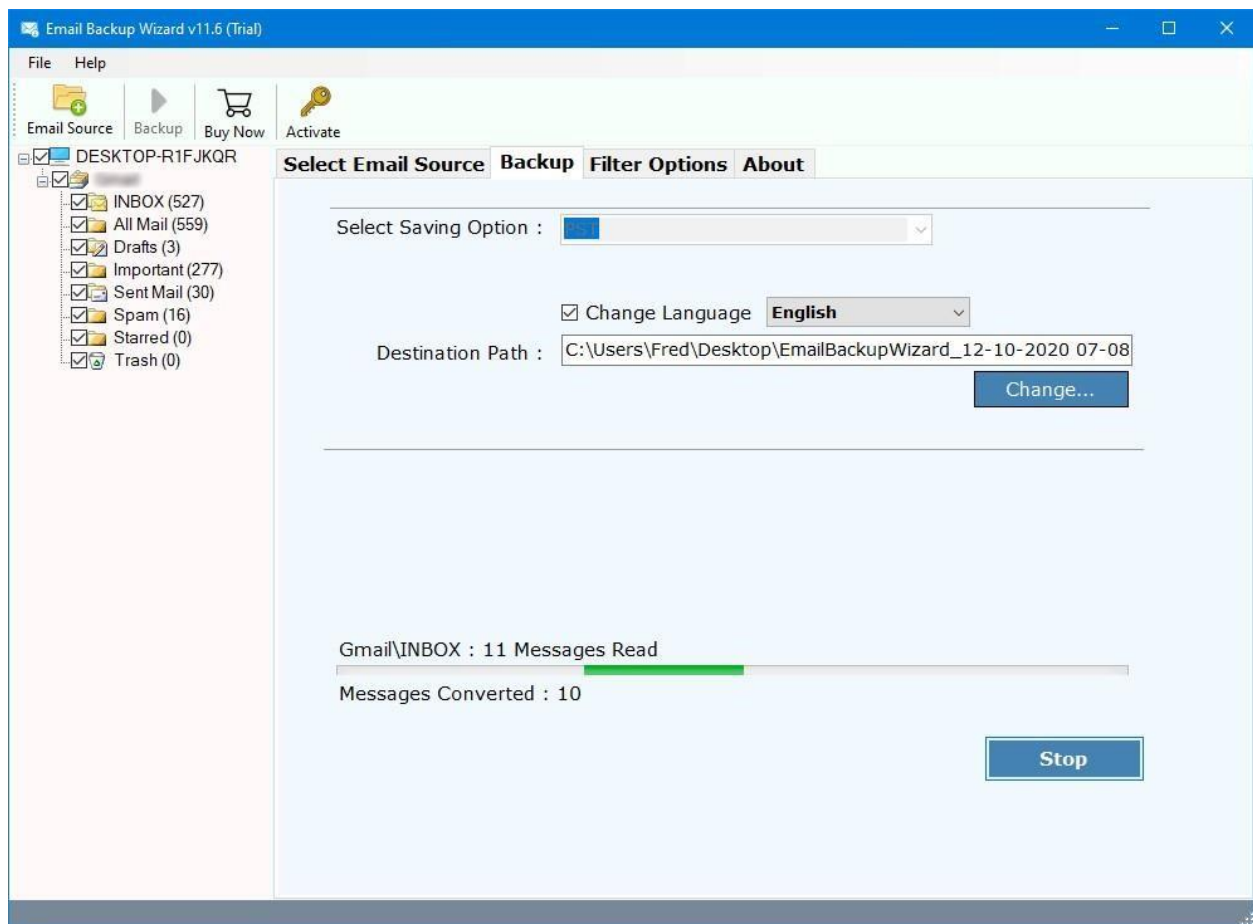 Email Backup Wizard v11.6 (Trial)
File Help
Email Source Backup Buy Now Activate
DESKTOP-R1FJKQR
INBOX (527)
All Mail (559)
Drafts (3)
Important (277)
Sent Mail (30)
Spam (16)
Starred (0)
Trash (0)
Select Email Source Backup Filter Options About
Select Saving Option :
PST
Change Language English
Destination Path : C:\Users\Fred\Desktop\EmailBackupWizard_12-10-2020 07-08
Change...
Gmail\INBOX : 11 Messages Read
Messages Converted : 10
Stop